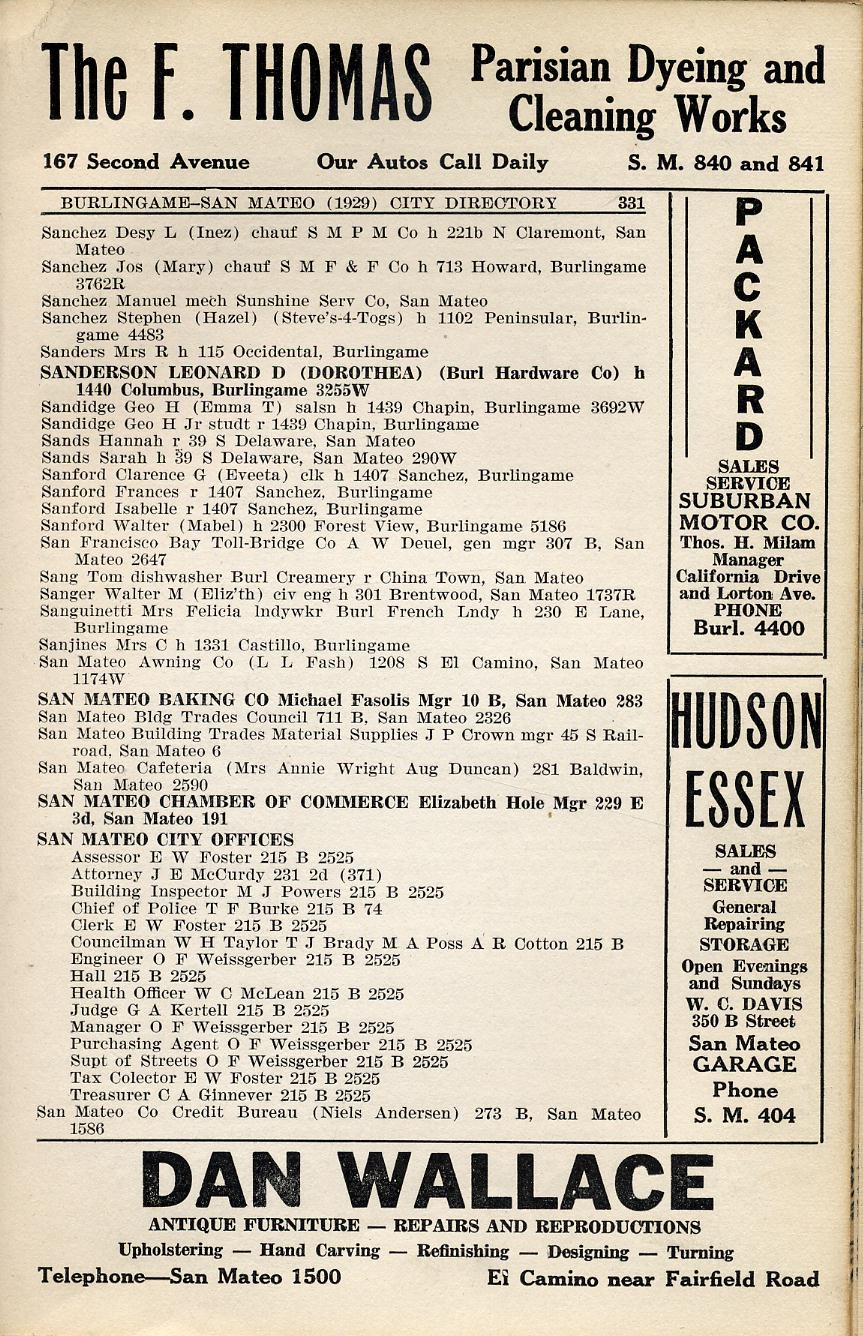 The F. THOMAS
Parisian Dyeing and
Cleaning Works
167 Second Avenue Our Autos Call Daily S. M. 840 and 841
BURLINGAME–SAN MATEO (1929) CITY DIRECTORY 331
Sanchez Desy L (Inez) chauf S M P M Co h 221b N Claremont, San
Mateo
Sanchez Jos (Mary) chauf S M F & F Co h 713 Howard, Burlingame
3762R
Sanchez Manuel mech Sunshine Serv Co, San Mateo
Sanchez Stephen (Hazel) (Steve's-4-Togs) h 1102 Peninsular, Burlin-
game 4483
Sanders Mrs R h 115 Occidental, Burlingame
SANDERSON LEONARD D (DOROTHEA) (Burl Hardware Co) h
1440 Columbus, Burlingame 3255W
Sandidge Geo H (Emma T) salsn h 1439 Chapin, Burlingame 3692W
Sandidge Geo H Jr studt r 1439 Chapin, Burlingame
Sands Hannah r 39 S Delaware, San Mateo
Sands Sarah h 39 S Delaware, San Mateo 290W
Sanford Clarence G (Eveeta) clk h 1407 Sanchez, Burlingame
Sanford Frances r 1407 Sanchez, Burlingame
Sanford Isabelle r 1407 Sanchez, Burlingame
Sanford Walter (Mabel) h 2300 Forest View, Burlingame 5186
San Francisco Bay Toll-Bridge Co A W Deuel, gen mgr 307 B, San
Mateo 2647
Sang Tom dishwasher Burl Creamery r China Town, San Mateo
Sanger Walter M (Eliz'th) civ eng h 301 Brentwood, San Mateo 1737R
Sanguinetti Mrs Felicia lndywkr Burl French Lndy h 230 E Lane,
Burlingame
Sanjines Mrs C h 1331 Castillo, Burlingame
San Mateo Awning Co (L L Fash) 1208 S El Camino, San Mateo
1174W
SAN MATEO BAKING CO Michael Fasolis Mgr 10 B, San Mateo 283
San Mateo Bldg Trades Council 711 B, San Mateo 2326
San Mateo Building Trades Material Supplies J P Crown mgr 45 S Rail-
road, San Mateo 6
San Mateo Cafeteria (Mrs Annie Wright Aug Duncan) 281 Baldwin,
San Mateo 2590
SAN MATEO CHAMBER OF COMMERCE Elizabeth Hole Mgr 229 E
3d, San Mateo 191
SAN MATEO CITY OFFICES
Assessor E W Foster 215 B 2525
Attorney J E McCurdy 231 2d (371)
Building Inspector M J Powers 215 B 2525
Chief of Police T F Burke 215 B 74
Clerk E W Foster 215 B 2525
Councilman W H Taylor T J Brady M A Poss A R Cotton 215 B
Engineer O F Weissgerber 215 B 2525
Hall 215 B 2525
Health Officer W C McLean 215 B 2525
Judge G A Kertell 215 B 2525
Manager O F Weissgerber 215 B 2525
Purchasing Agent O F Weissgerber 215 B 2525
Supt of Streets O F Weissgerber 215 B 2525
Tax Colector E W Foster 215 B 2525
Treasurer C A Ginnever 215 B 2525
San Mateo Co Credit Bureau (Niels Andersen) 273 B, San Mateo
1586
PACKARD
SALES
SERVICE
SUBURBAN
MOTOR CO.
Thos. H. Milam
Manager
California Drive
and Lorton Ave.
PHONE
Burl. 4400
HUDSON
ESSEX
SALES
— and —
SERVICE
General
Repairing
STORAGE
Open Evenings
and Sundays
W. C. DAVIS
350 B Street
San Mateo
GARAGE
Phone
S. M. 404
DAN WALLACE
ANTIQUE FURNITURE — REPAIRS AND REPRODUCTIONS
Upholstering — Hand Carving — Refinishing — Designing — Turning
Telephone—San Mateo 1500 El Camino near Fairfield Road